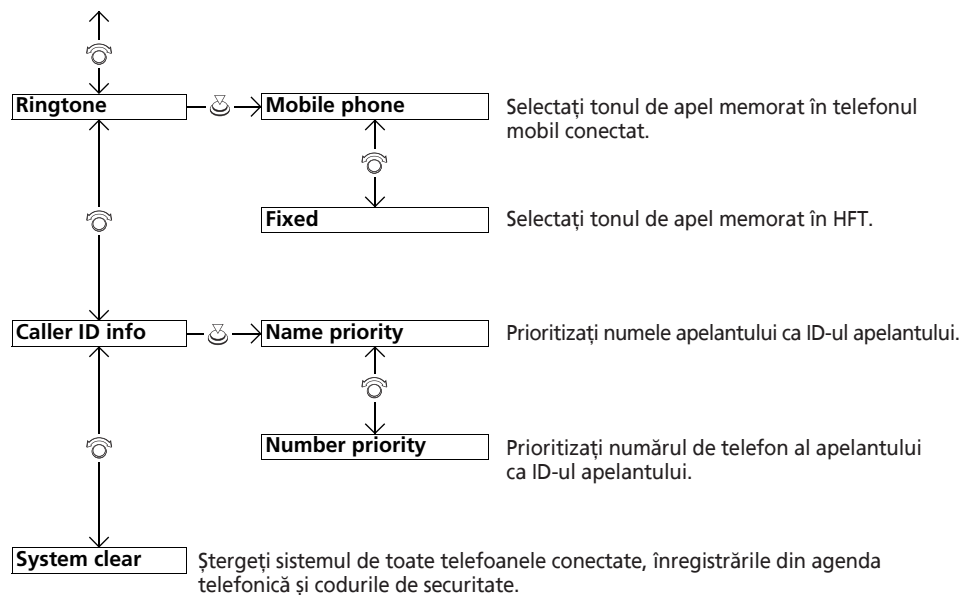 Ringtone
Mobile phone
Selectați tonul de apel memorat în telefonul
mobil conectat.
Fixed
Selectați tonul de apel memorat în HFT.
Caller ID info
Name priority
Prioritizați numele apelantului ca ID-ul apelantului.
Number priority
Prioritizați numărul de telefon al apelantului
ca ID-ul apelantului.
System clear
Ștergeți sistemul de toate telefoanele conectate, înregistrările din agenda
telefonică și codurile de securitate.